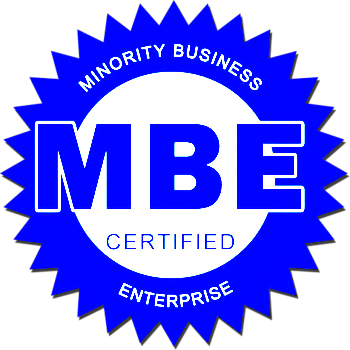 MINORITY BUSINESS
MBE
CERTIFIED
ENTERPRISE